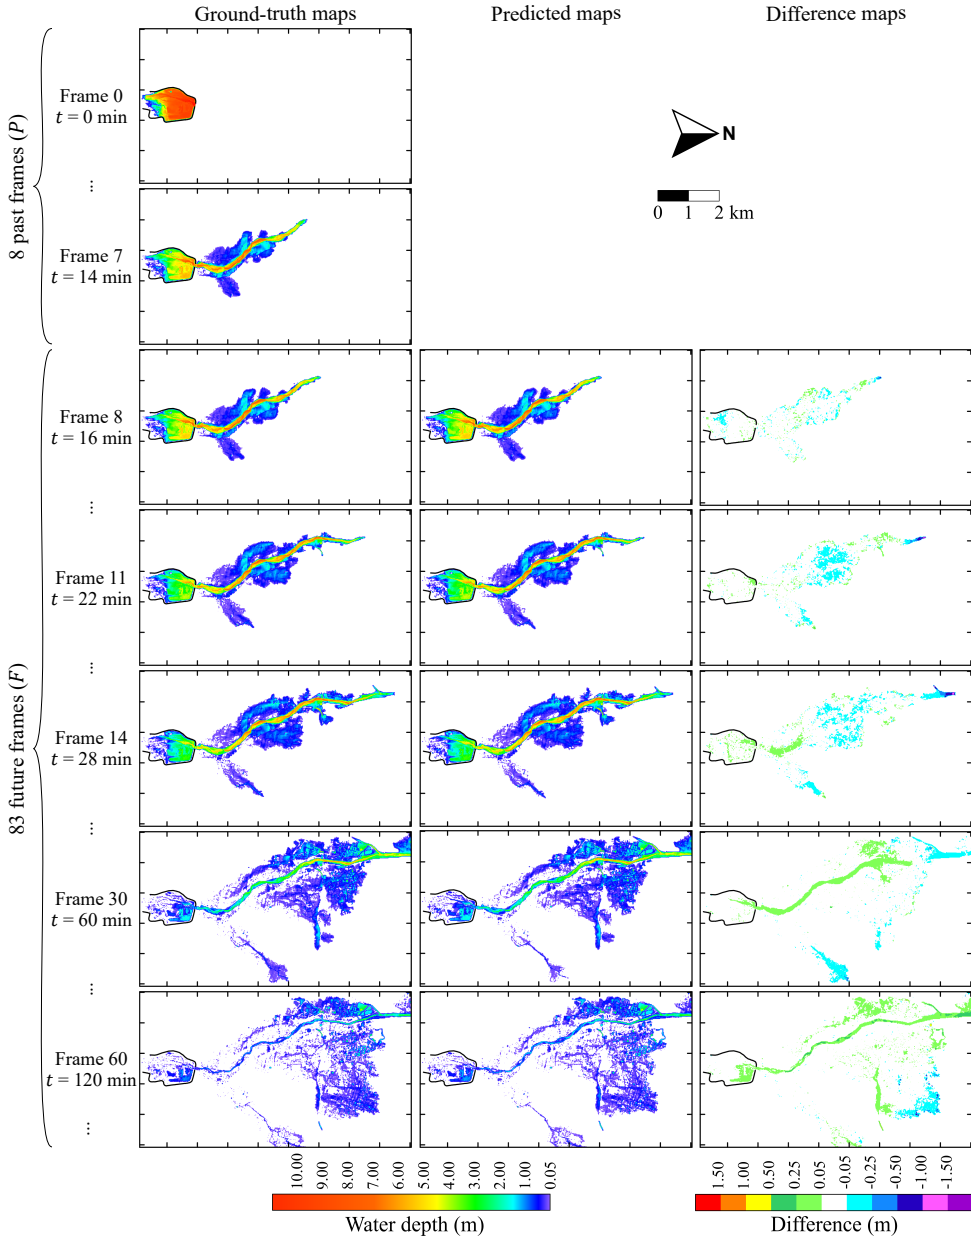 Ground-truth maps
Predicted maps
Difference maps
8 past frames (P)
Frame 0
t = 0 min
...
Frame 7
t = 14 min
N
0 1 2 km
83 future frames (F)
Frame 8
t = 16 min
...
Frame 11
t = 22 min
...
Frame 14
t = 28 min
...
Frame 30
t = 60 min
...
Frame 60
t = 120 min
...
10.00 9.00 8.00 7.00 6.00 5.00 4.00 3.00 2.00 1.00 0.05
Water depth (m)
1.50 1.00 0.50 0.25 0.05 -0.05 -0.25 -0.50 -1.00 -1.50
Difference (m)